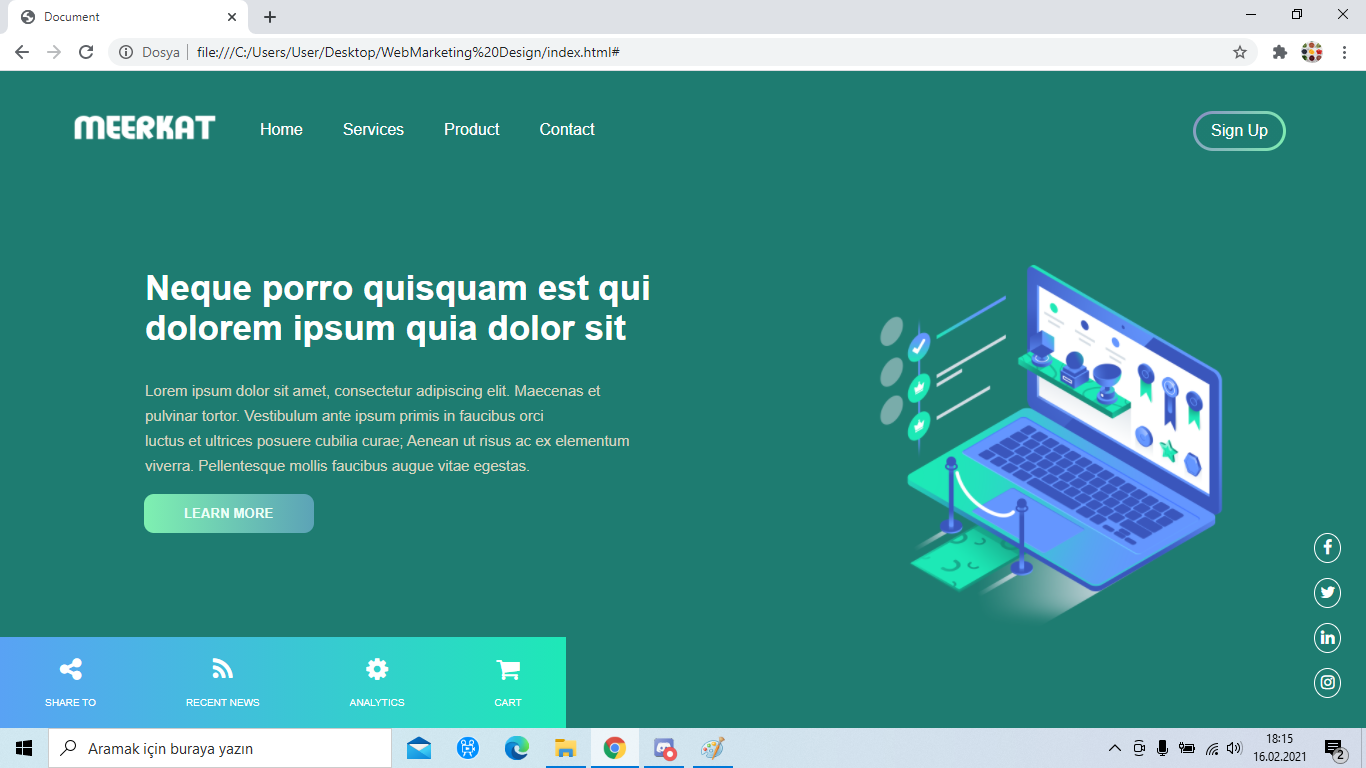 Document
Dosya
file:///C:/Users/User/Desktop/WebMarketing%20Design/index.html#
MEERKAT
Home
Services
Product
Contact
Sign Up
Neque porro quisquam est qui
dolorem ipsum quia dolor sit
Lorem ipsum dolor sit amet, consectetur adipiscing elit. Maecenas et
pulvinar tortor. Vestibulum ante ipsum primis in faucibus orci
luctus et ultrices posuere cubilia curae; Aenean ut risus ac ex elementum
viverra. Pellentesque mollis faucibus augue vitae egestas.
LEARN MORE
SHARE TO
RECENT NEWS
ANALYTICS
CART
Aramak için buraya yazın
18:15
16.02.2021
2